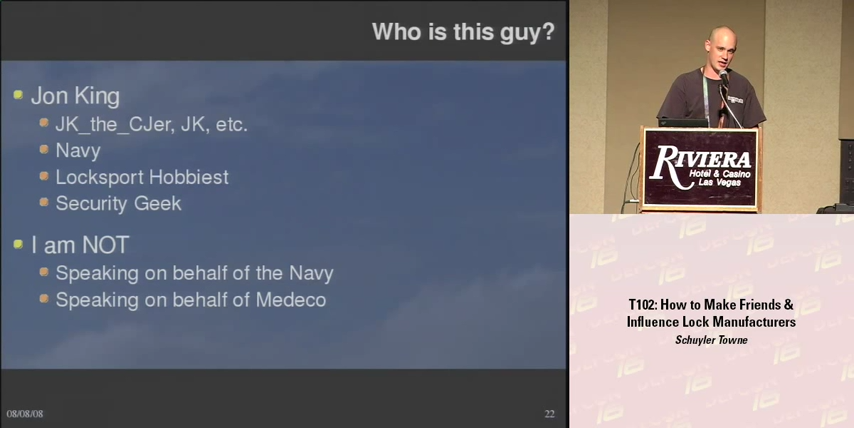 Who is this guy?
Jon King
JK_the_CJer, JK, etc.
Navy
Locksport Hobbiest
Security Geek
I am NOT
Speaking on behalf of the Navy
Speaking on behalf of Medeco
08/08/08
22
RIVIERA
Hotel & Casino
Las Vegas
T102: How to Make Friends &
Influence Lock Manufacturers
Schuyler Towne